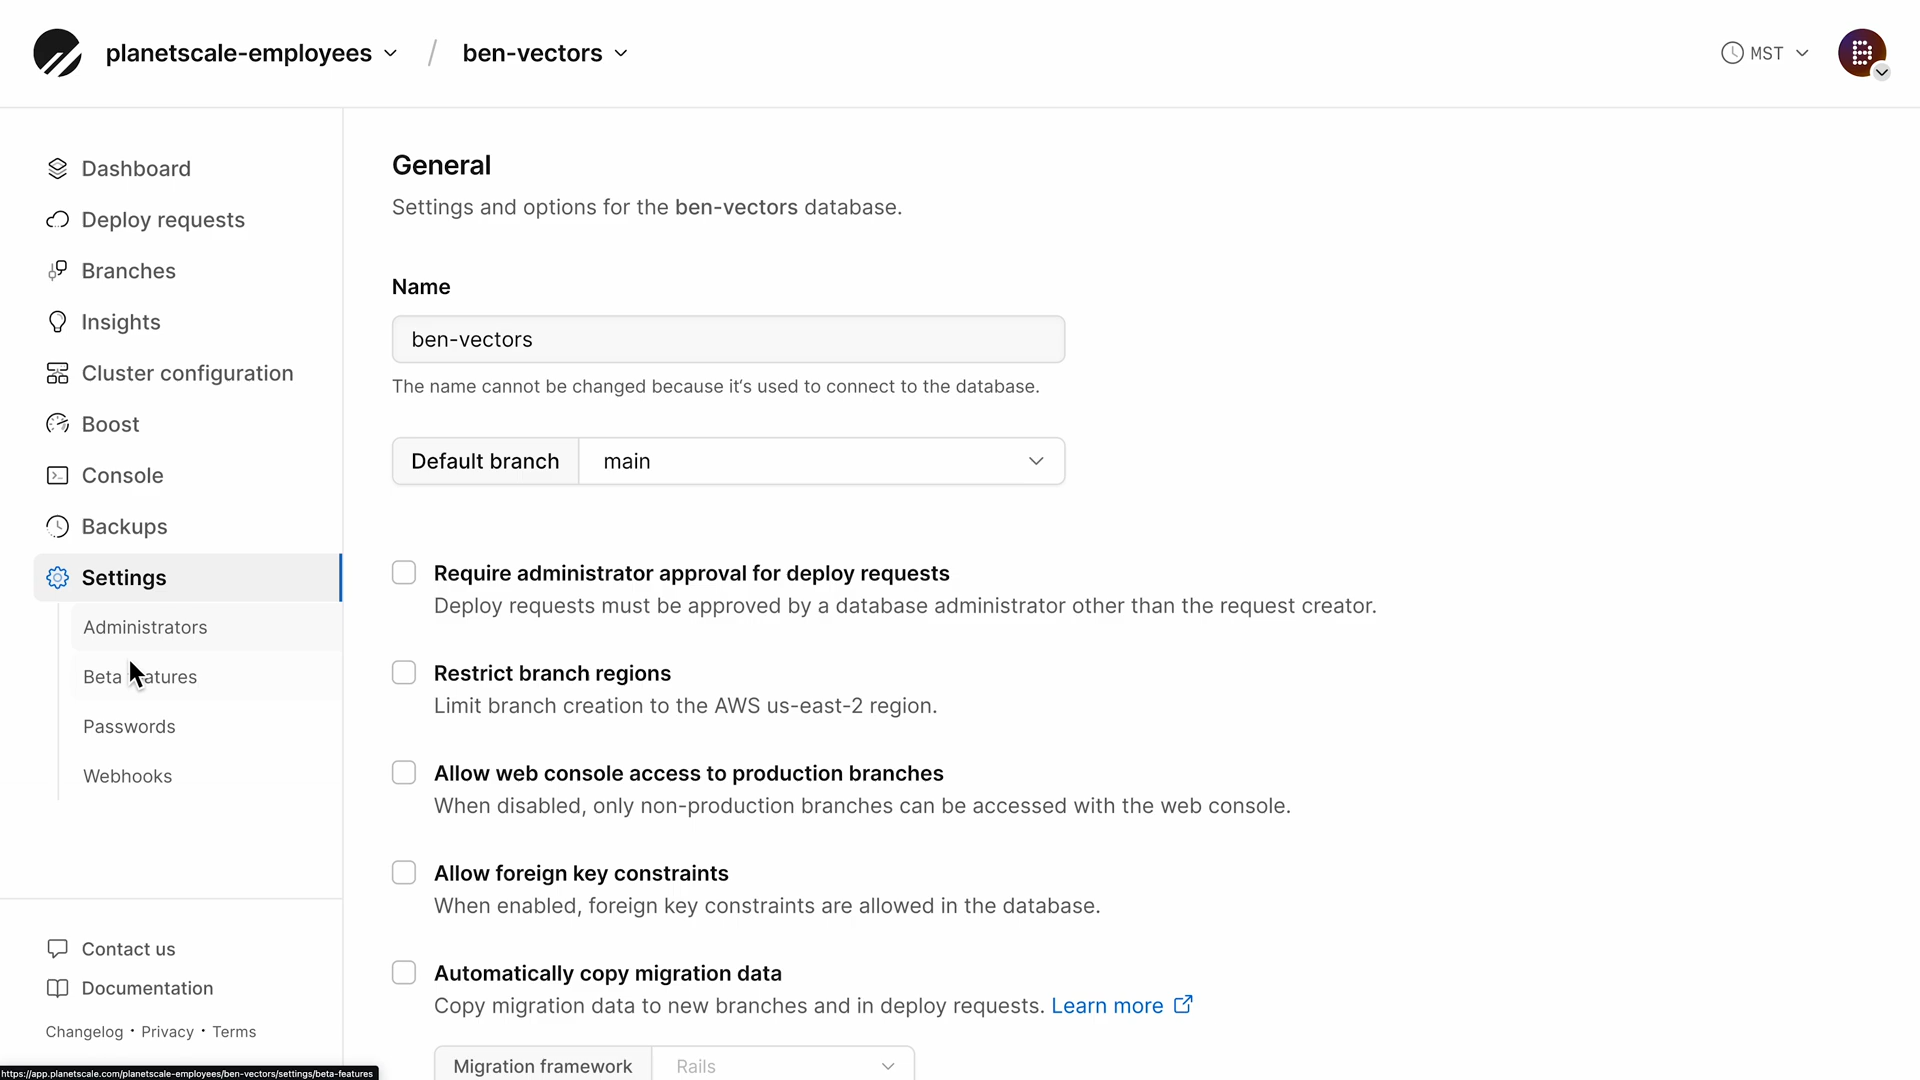 planetscale-employees / ben-vectors
MST
Dashboard
Deploy requests
Branches
Insights
Cluster configuration
Boost
Console
Backups
Settings
Administrators
Beta
Passwords
Webhooks
Contact us
Documentation
Changelog • Privacy • Terms
General
Settings and options for the ben-vectors database.
Name
ben-vectors
The name cannot be changed because it's used to connect to the database.
Default branch main
Require administrator approval for deploy requests
Deploy requests must be approved by a database administrator other than the request creator.
Restrict branch regions
Limit branch creation to the AWS us-east-2 region.
Allow web console access to production branches
When disabled, only non-production branches can be accessed with the web console.
Allow foreign key constraints
When enabled, foreign key constraints are allowed in the database.
Automatically copy migration data
Copy migration data to new branches and in deploy requests. Learn more
Migration framework Rails
https://app.planetscale.com/planetscale-employees/ben-vectors/settings/beta-features